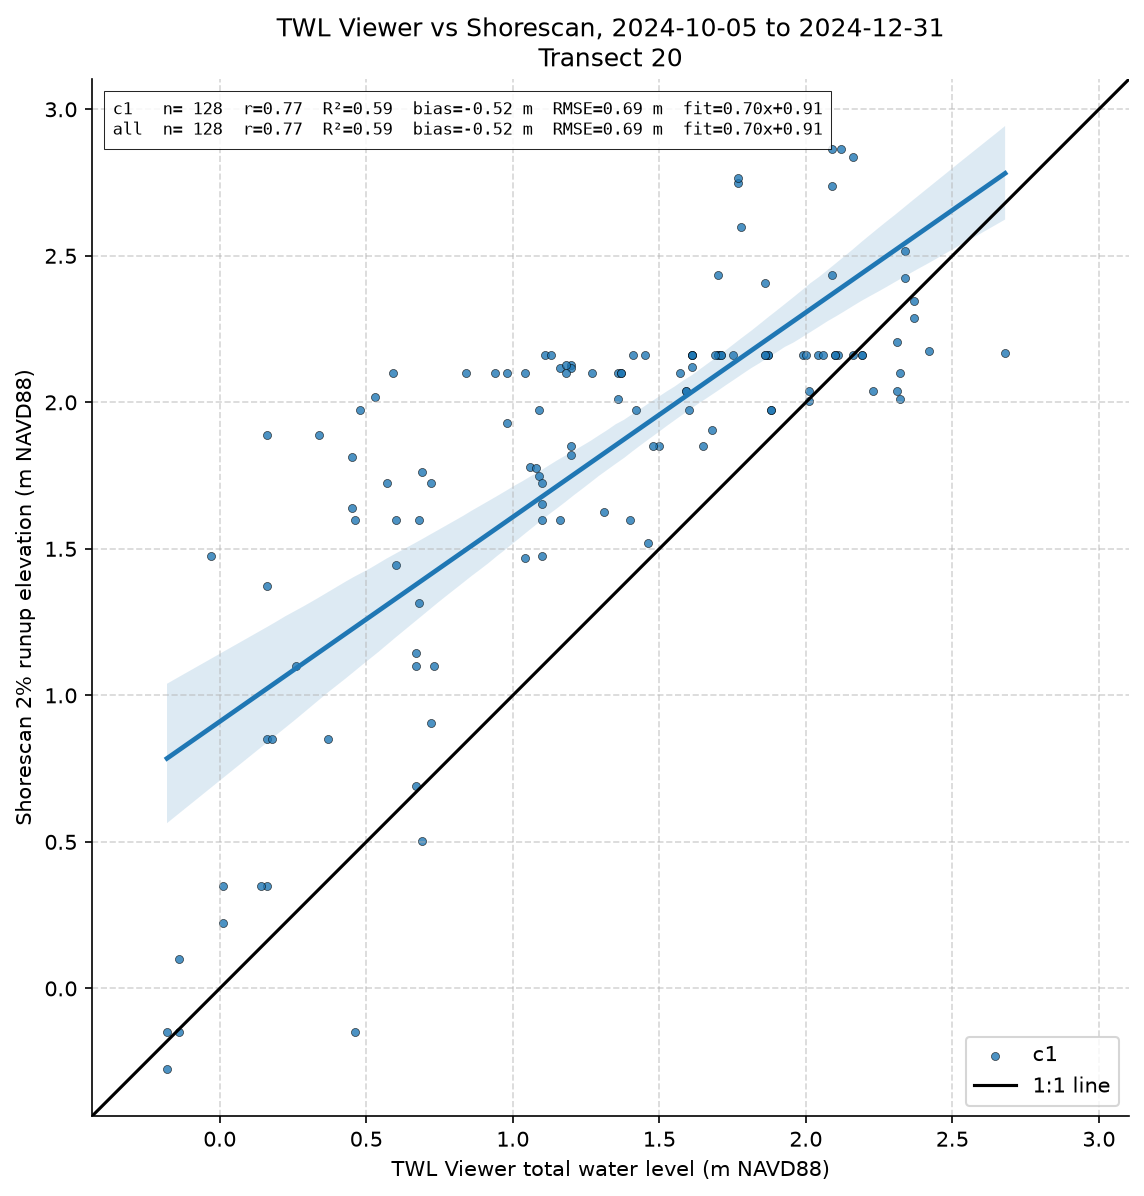 TWL Viewer vs Shorescan, 2024-10-05 to 2024-12-31
Transect 20
c1 n= 128 r=0.77 R²=0.59 bias=-0.52 m RMSE=0.69 m fit=0.70x+0.91
all n= 128 r=0.77 R²=0.59 bias=-0.52 m RMSE=0.69 m fit=0.70x+0.91
Shorescan 2% runup elevation (m NAVD88)
3.0
2.5
2.0
1.5
1.0
0.5
0.0
c1
1:1 line
0.0 0.5 1.0 1.5 2.0 2.5 3.0
TWL Viewer total water level (m NAVD88)